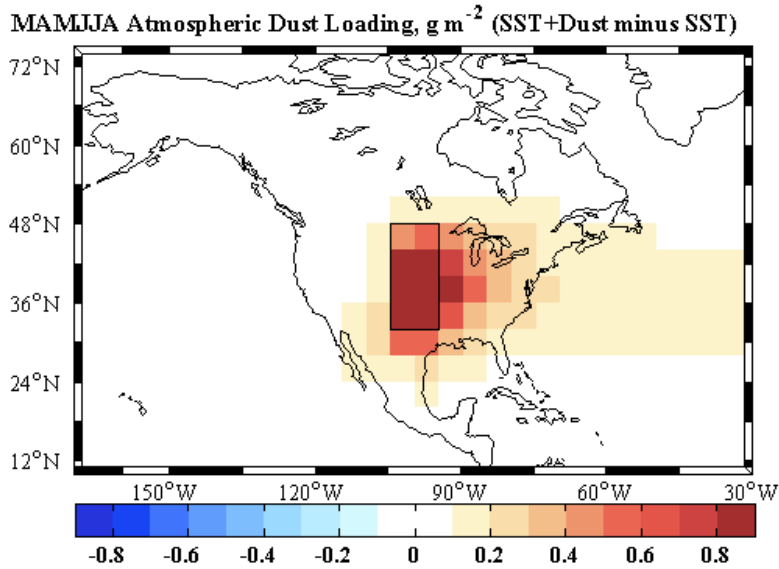 MAMJJA Atmospheric Dust Loading, g m⁻² (SST+Dust minus SST)
72°N
60°N
48°N
36°N
24°N
12°N
150°W 120°W 90°W 60°W 30°W
-0.8 -0.6 -0.4 -0.2 0 0.2 0.4 0.6 0.8